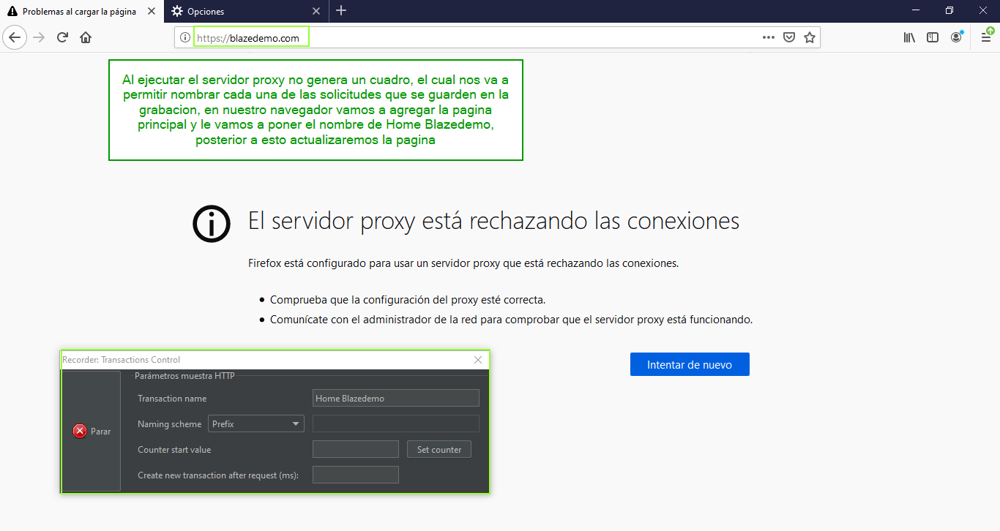 Problemas al cargar la página
Opciones
https://blazedemo.com
Al ejecutar el servidor proxy no genera un cuadro, el cual nos va a
permitir nombrar cada una de las solicitudes que se guarden en la
grabacion, en nuestro navegador vamos a agregar la pagina
principal y le vamos a poner el nombre de Home Blazedemo,
posterior a esto actualizaremos la pagina
El servidor proxy está rechazando las conexiones
Firefox está configurado para usar un servidor proxy que está rechazando las conexiones.
Comprueba que la configuración del proxy esté correcta.
Comunícate con el administrador de la red para comprobar que el servidor proxy está funcionando.
Intentar de nuevo
Recorder: Transactions Control
Parar
Parámetros muestra HTTP
Transaction name Home Blazedemo
Naming scheme Prefix
Counter start value Set counter
Create new transaction after request (ms):